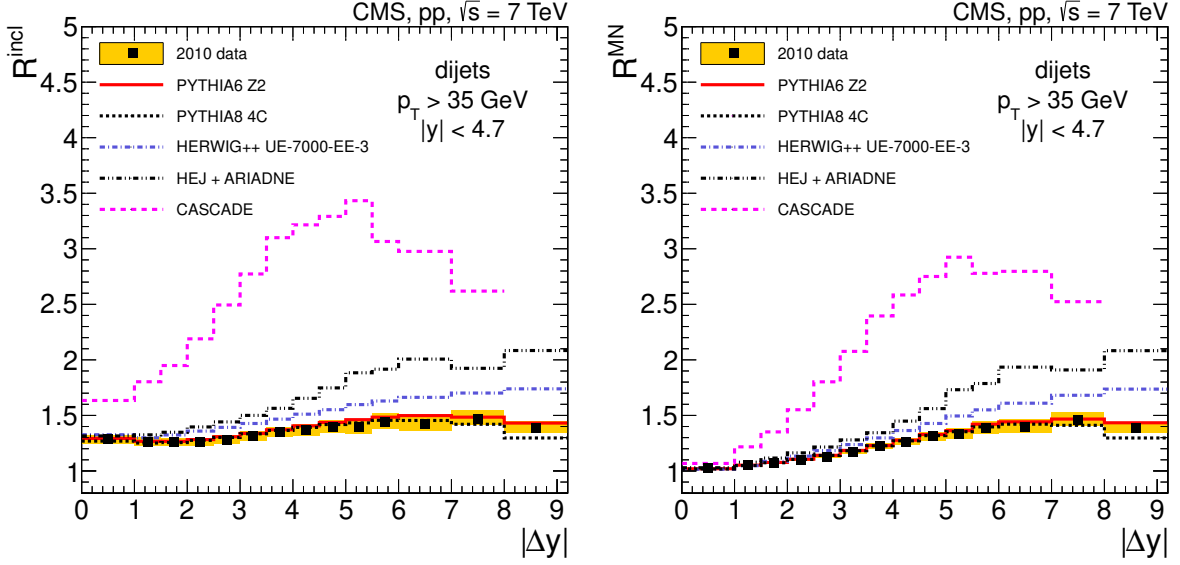 CMS, pp, √s = 7 TeV
R^incl
5
4.5
4
3.5
3
2.5
2
1.5
1
2010 data
PYTHIA6 Z2
PYTHIA8 4C
HERWIG++ UE-7000-EE-3
HEJ + ARIADNE
CASCADE
dijets
p_T > 35 GeV
|y| < 4.7
0 1 2 3 4 5 6 7 8 9
|Δy|
CMS, pp, √s = 7 TeV
R^MN
5
4.5
4
3.5
3
2.5
2
1.5
1
2010 data
PYTHIA6 Z2
PYTHIA8 4C
HERWIG++ UE-7000-EE-3
HEJ + ARIADNE
CASCADE
dijets
p_T > 35 GeV
|y| < 4.7
0 1 2 3 4 5 6 7 8 9
|Δy|